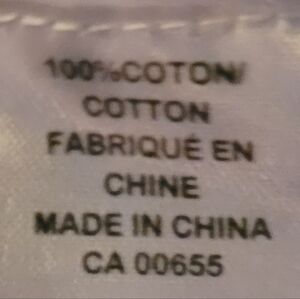 100%COTON/
COTTON
FABRIQUÉ EN
CHINE
MADE IN CHINA
CA 00655